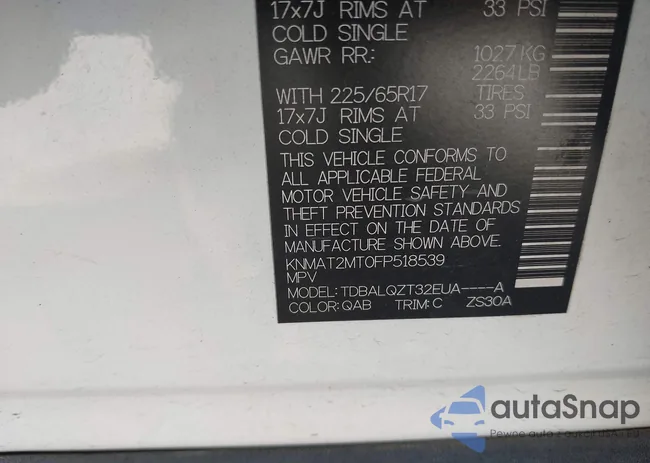 17x7J RIMS AT 33 PSI
COLD SINGLE
GAWR RR: 1027 KG
2264 LB
WITH 225/65R17 TIRES
17x7J RIMS AT 33 PSI
COLD SINGLE
THIS VEHICLE CONFORMS TO
ALL APPLICABLE FEDERAL
MOTOR VEHICLE SAFETY AND
THEFT PREVENTION STANDARDS
IN EFFECT ON THE DATE OF
MANUFACTURE SHOWN ABOVE.
KNMAT2MT0FP518539
MPV
MODEL: TDBALQZT32EUA----A
COLOR: QAB TRIM: C ZS30A
autaSnap
Pewne auto